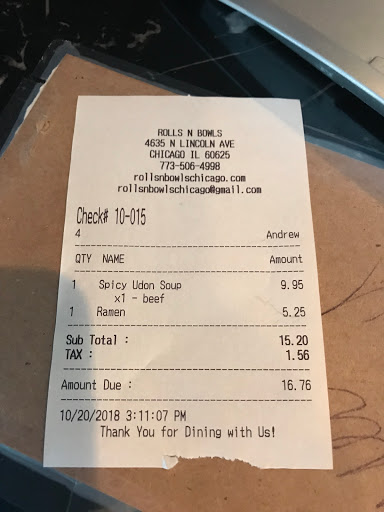 ROLLS N BOWLS
4635 N LINCOLN AVE
CHICAGO IL 60625
773-506-4998
rollsnbowlschicago.com
rollsnbowlschicago@gmail.com
Check# 10-015
4 Andrew
QTY NAME Amount
1 Spicy Udon Soup 9.95
x1 - beef
1 Ramen 5.25
Sub Total : 15.20
TAX : 1.56
Amount Due : 16.76
10/20/2018 3:11:07 PM
Thank You for Dining with Us!